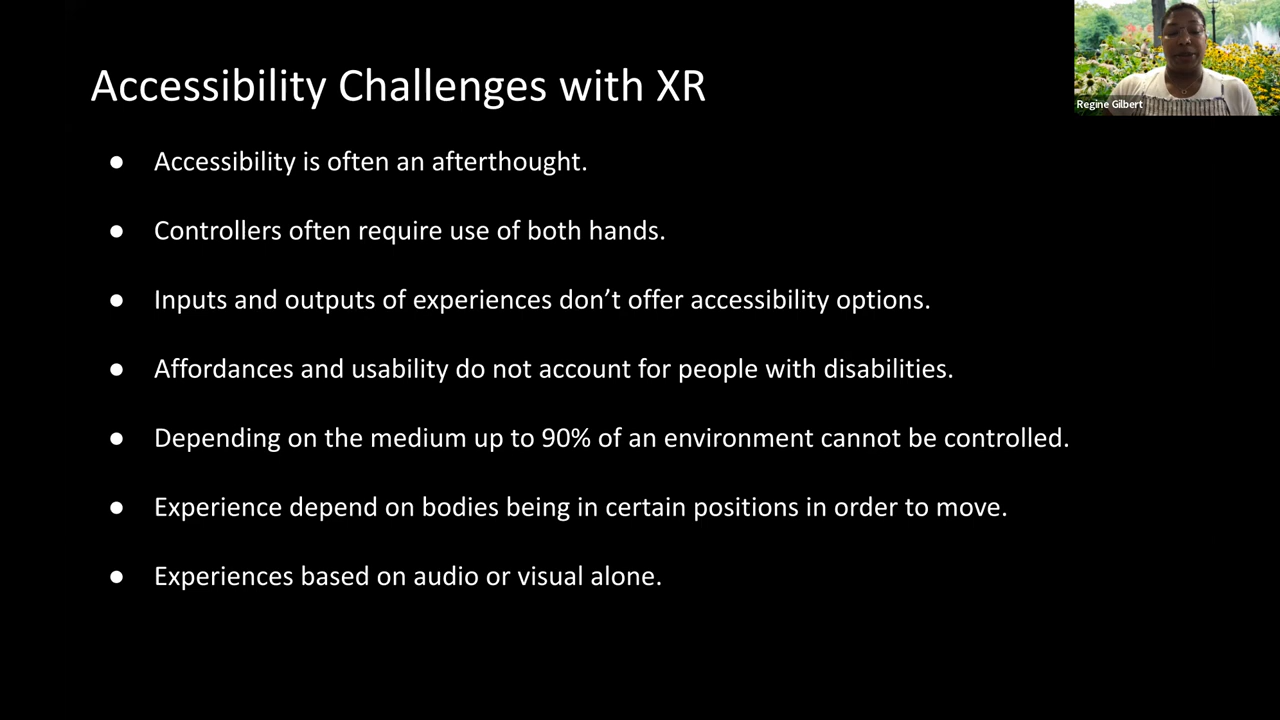 Accessibility Challenges with XR
Regine Gilbert
● Accessibility is often an afterthought.
● Controllers often require use of both hands.
● Inputs and outputs of experiences don’t offer accessibility options.
● Affordances and usability do not account for people with disabilities.
● Depending on the medium up to 90% of an environment cannot be controlled.
● Experience depend on bodies being in certain positions in order to move.
● Experiences based on audio or visual alone.